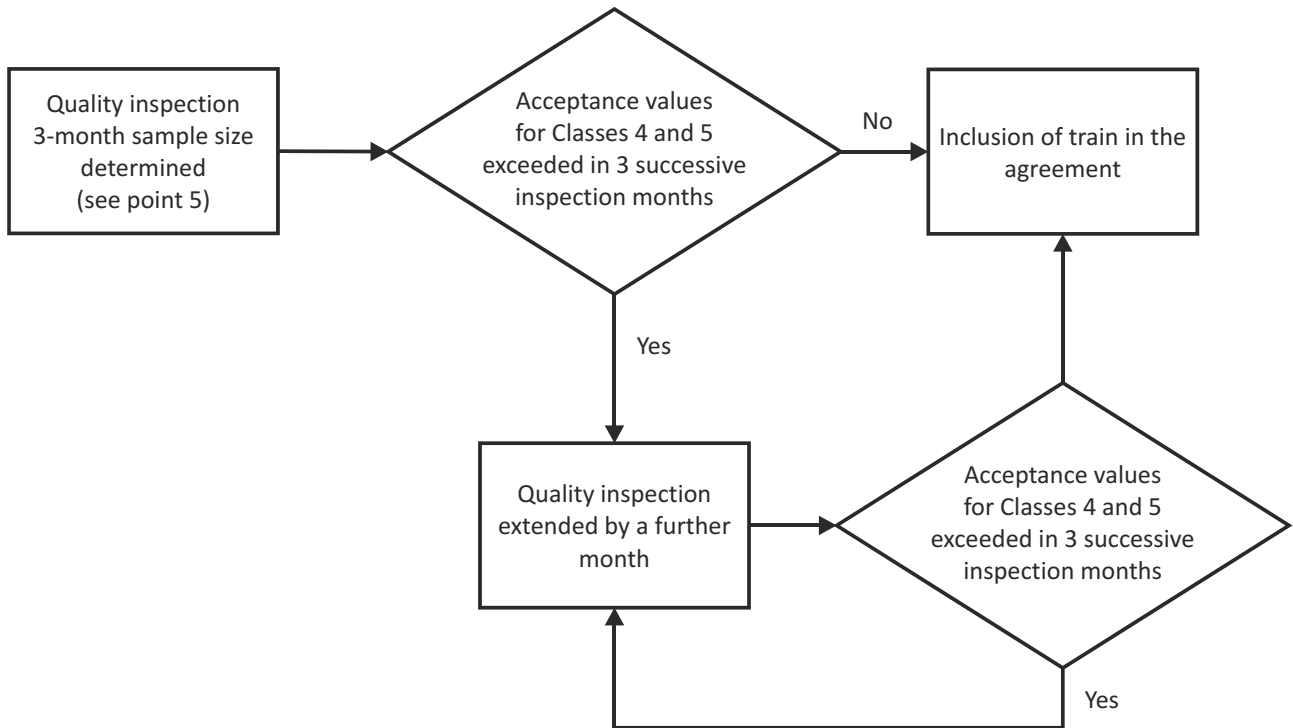 Quality inspection
3-month sample size
determined
(see point 5)
Acceptance values
for Classes 4 and 5
exceeded in 3 successive
inspection months
No
Inclusion of train in the
agreement
Yes
Quality inspection
extended by a further
month
Acceptance values
for Classes 4 and 5
exceeded in 3 successive
inspection months
Yes